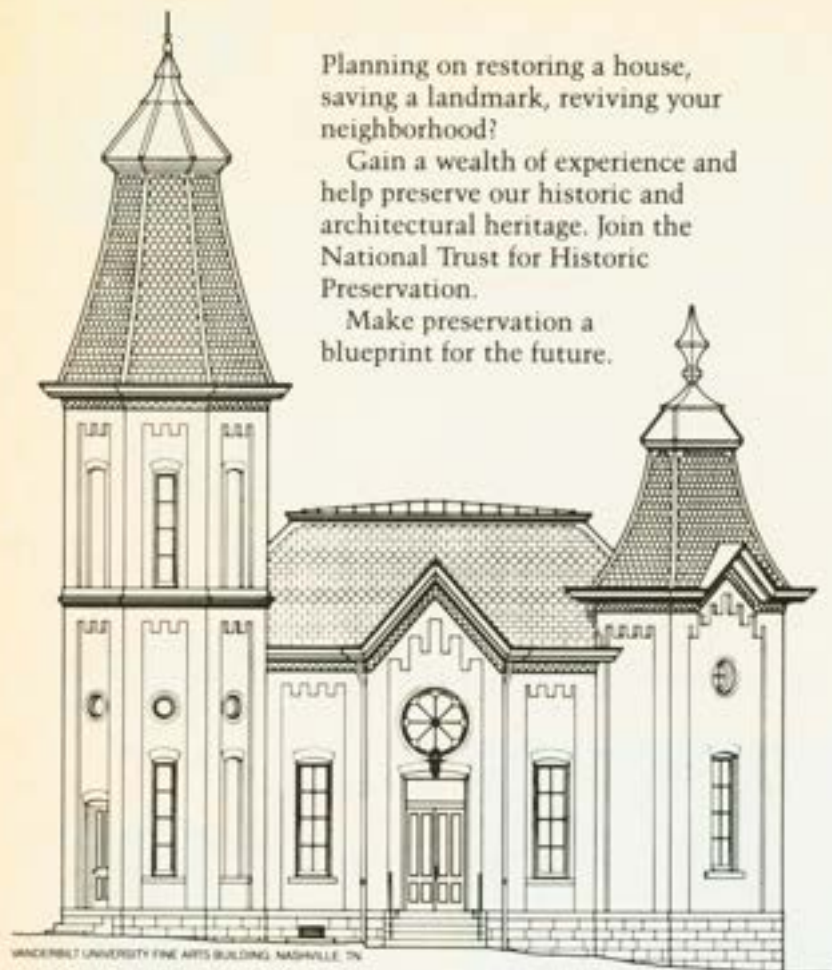 Planning on restoring a house,
saving a landmark, reviving your
neighborhood?
Gain a wealth of experience and
help preserve our historic and
architectural heritage. Join the
National Trust for Historic
Preservation.
Make preservation a
blueprint for the future.
VANDERBILT UNIVERSITY FINE ARTS BUILDING, NASHVILLE, TN